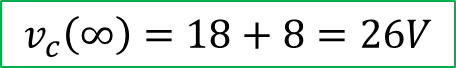 v_c(∞) = 18 + 8 = 26V